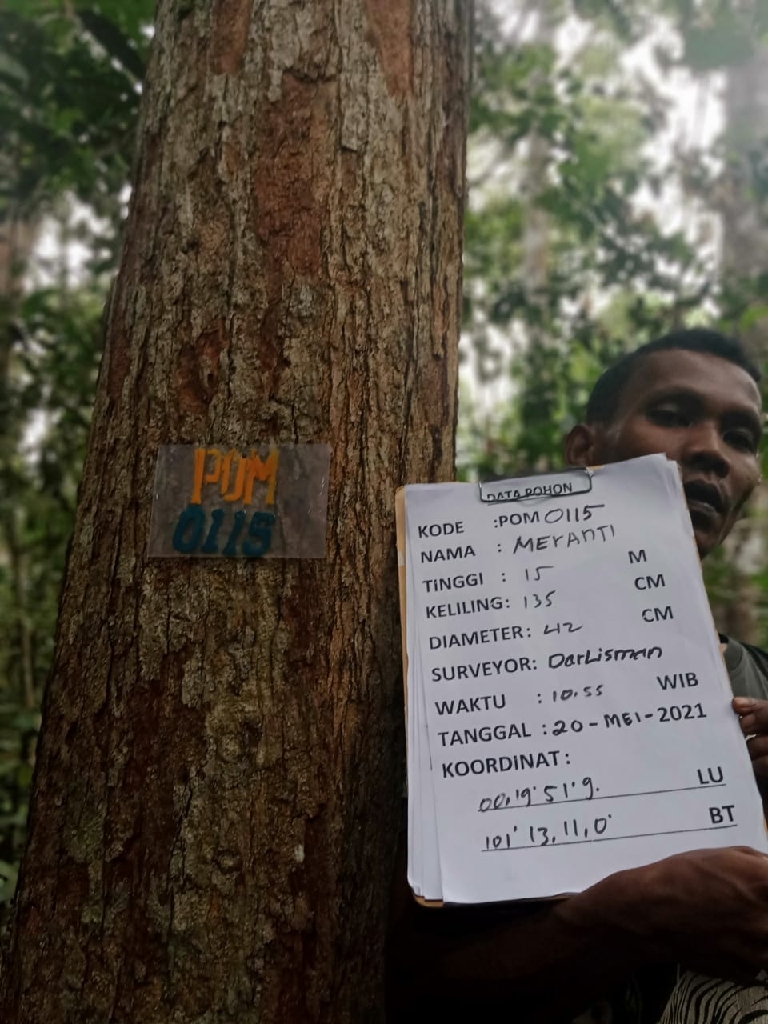 POM
0115
DATA POHON
KODE :POM 0115
NAMA : MERANTI
TINGGI : 15 M
KELILING: 135 CM
DIAMETER: 42 CM
SURVEYOR: Darlisman
WAKTU : 10.55 WIB
TANGGAL : 20-MEI-2021
KOORDINAT:
00,19'51'9. LU
101' 13, 11, 0' BT